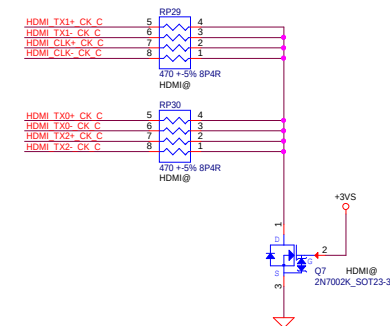 RP29
HDMI_TX1+_CK_C 5 4
HDMI_TX1-_CK_C 6 3
HDMI_CLK+_CK_C 7 2
HDMI_CLK-_CK_C 8 1
470 +-5% 8P4R
HDMI@
RP30
HDMI_TX0+_CK_C 5 4
HDMI_TX0-_CK_C 6 3
HDMI_TX2+_CK_C 7 2
HDMI_TX2-_CK_C 8 1
470 +-5% 8P4R
HDMI@
+3VS
1
D
2
G
S
Q7 HDMI@
3
2N7002K_SOT23-3